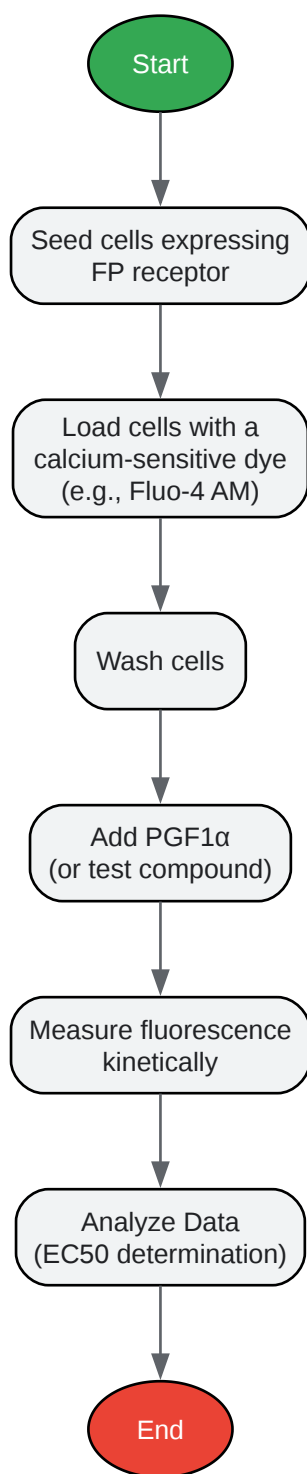 Start
Seed cells expressing
FP receptor
Load cells with a
calcium-sensitive dye
(e.g., Fluo-4 AM)
Wash cells
Add PGF1α
(or test compound)
Measure fluorescence
kinetically
Analyze Data
(EC50 determination)
End